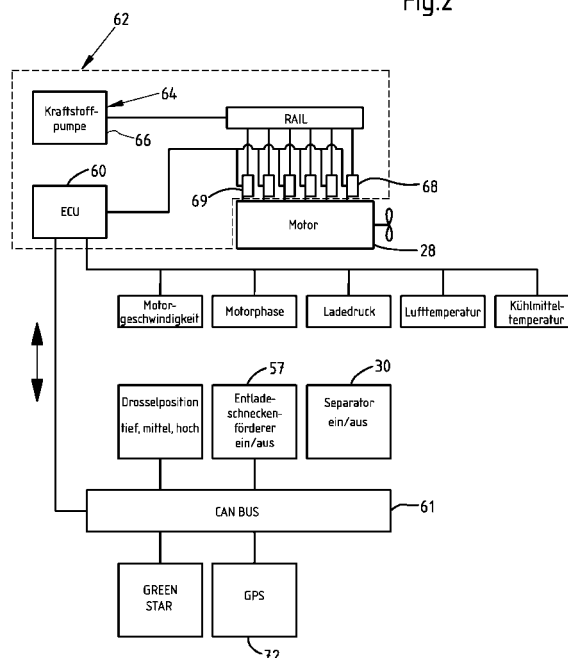 Fig.2
62
Kraftstoff-
pumpe
64
66
RAIL
60
ECU
69
68
Motor
28
Motor-
geschwindigkeit
Motorphase
Ladedruck
Lufttemperatur
Kühlmittel-
temperatur
57
30
Drosselposition
tief, mittel, hoch
Entlade-
schnecken-
förderer
ein/aus
Separator
ein/aus
CAN BUS
61
GREEN
STAR
GPS
72